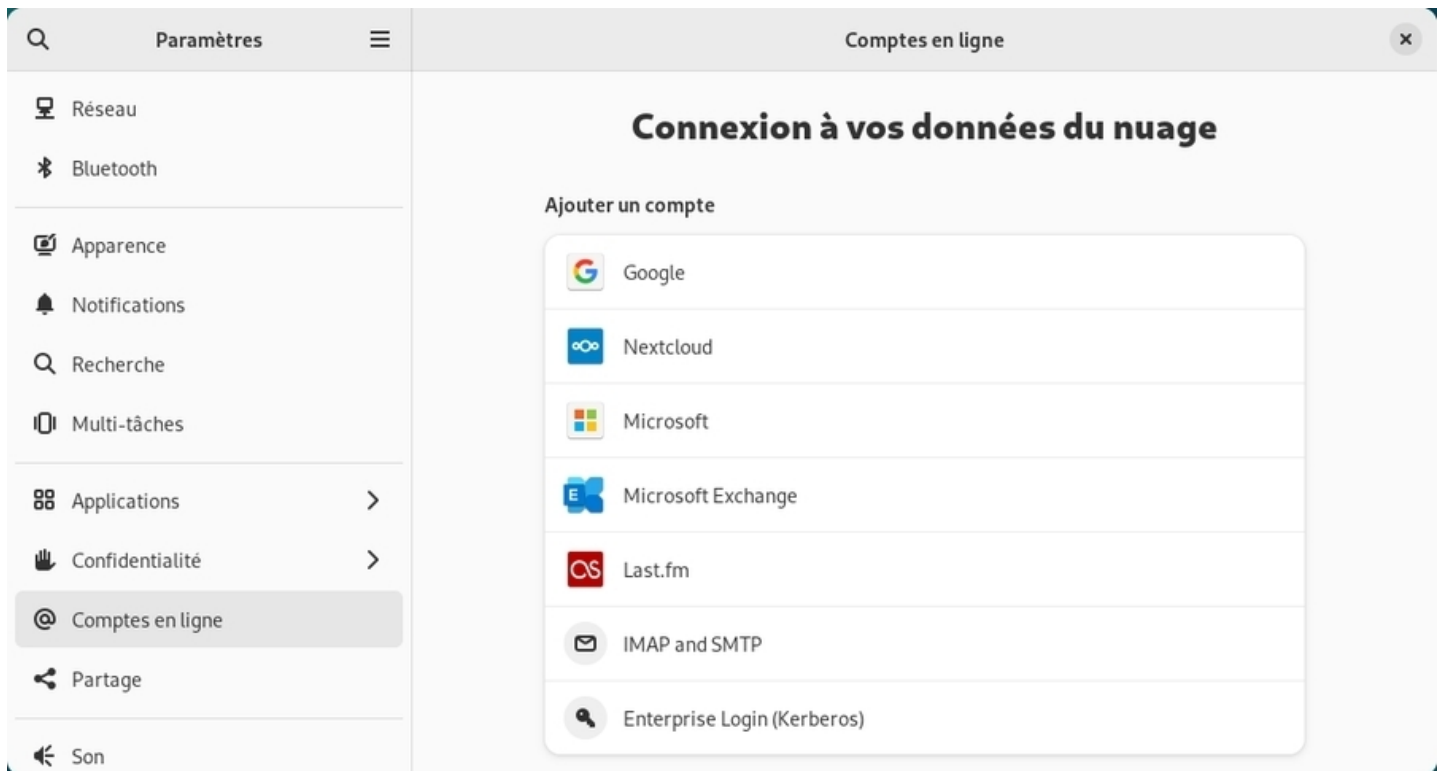 Paramètres
Comptes en ligne
Réseau
Bluetooth
Apparence
Notifications
Recherche
Multi-tâches
Applications
Confidentialité
Comptes en ligne
Partage
Son
Connexion à vos données du nuage
Ajouter un compte
Google
Nextcloud
Microsoft
Microsoft Exchange
Last.fm
IMAP and SMTP
Enterprise Login (Kerberos)